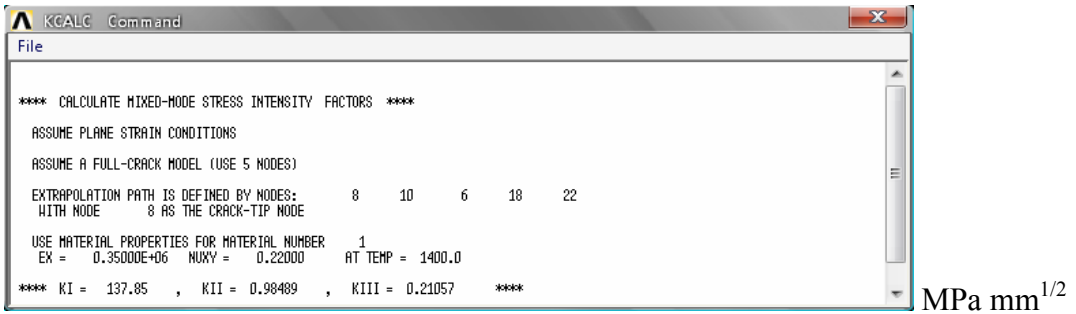 KCALC Command
File
**** CALCULATE MIXED-MODE STRESS INTENSITY FACTORS ****
ASSUME PLANE STRAIN CONDITIONS
ASSUME A FULL-CRACK MODEL (USE 5 NODES)
EXTRAPOLATION PATH IS DEFINED BY NODES: 8 10 6 18 22
WITH NODE 8 AS THE CRACK-TIP NODE
USE MATERIAL PROPERTIES FOR MATERIAL NUMBER 1
EX = 0.35000E+06 NUXY = 0.22000 AT TEMP = 1400.0
**** KI = 137.85 , KII = 0.98489 , KIII = 0.21057 ****
MPa mm^{1/2}